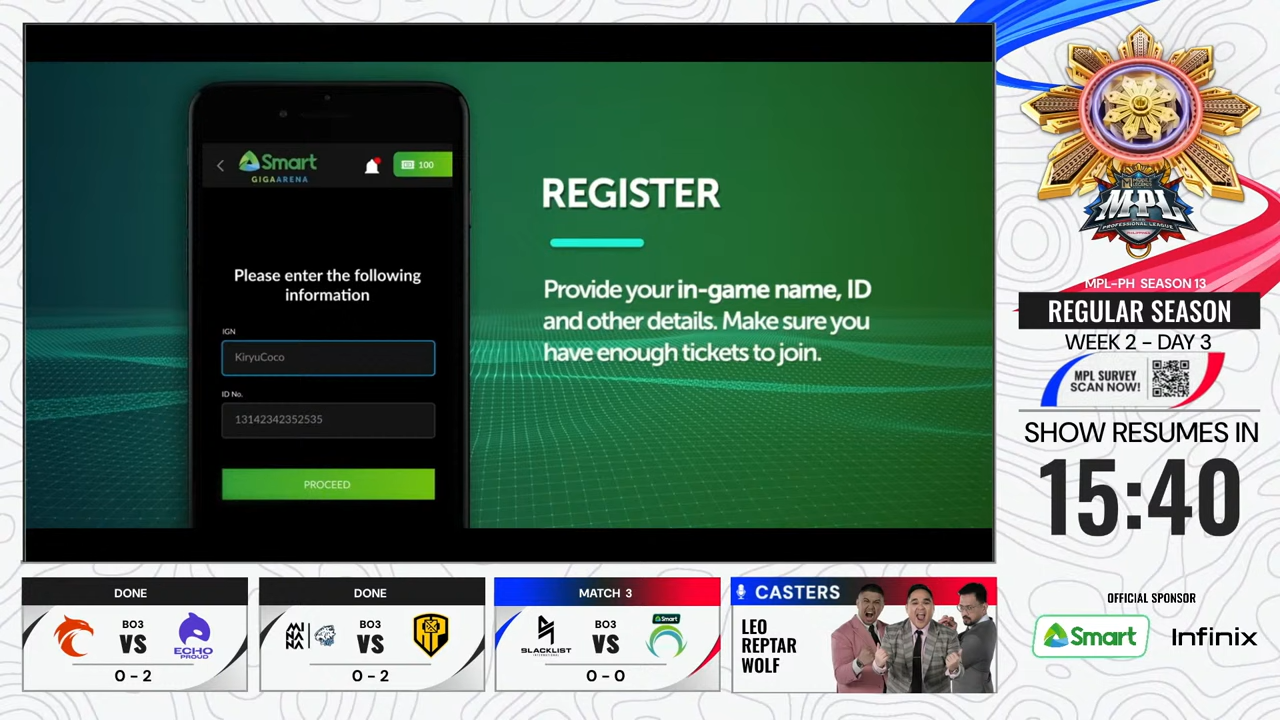 Smart
GIGAARENA
100
Please enter the following
information
IGN
KiryuCoco
ID No.
13142342352535
PROCEED
REGISTER
Provide your in-game name, ID
and other details. Make sure you
have enough tickets to join.
MPL
PROFESSIONAL LEAGUE
MPL-PH SEASON 13
REGULAR SEASON
WEEK 2 – DAY 3
MPL SURVEY
SCAN NOW!
SHOW RESUMES IN
15:40
DONE
BO3
VS
ECHO
PROUD
0 – 2
DONE
MINANA
BO3
VS
0 – 2
MATCH 3
BLACKLIST
INTERNATIONAL
BO3
VS
Smart
0 – 0
CASTERS
LEO
REPTAR
WOLF
OFFICIAL SPONSOR
Smart
Infinix